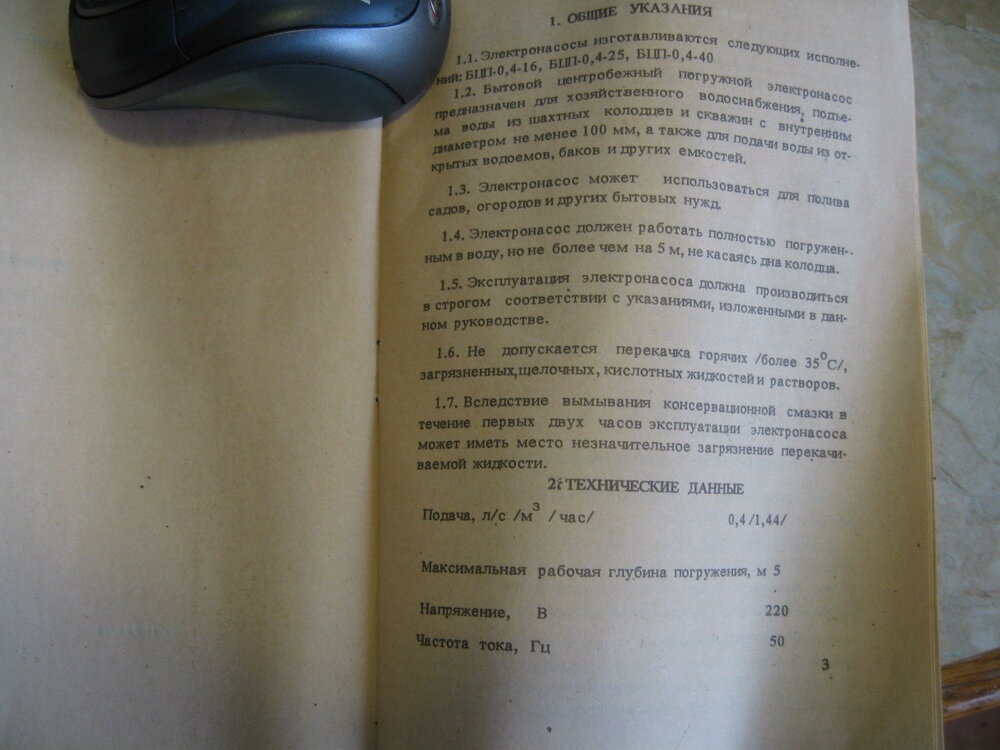 1. ОБЩИЕ УКАЗАНИЯ
1.1. Электронасосы изготавливаются следующих исполне-
ний: БЦП-0,4-16, БЦП-0,4-25, БЦП-0,4-40
1.2. Бытовой центробежный погружной электронасос
предназначен для хозяйственного водоснабжения, подъе-
ма воды из шахтных колодцев и скважин с внутренним
диаметром не менее 100 мм, а также для подачи воды из от-
крытых водоемов, баков и других емкостей.
1.3. Электронасос может использоваться для полива
садов, огородов и других бытовых нужд.
1.4. Электронасос должен работать полностью погружен-
ным в воду, но не более чем на 5 м, не касаясь дна колодца.
1.5. Эксплуатация электронасоса должна производиться
в строгом соответствии с указаниями, изложенными в дан-
ном руководстве.
1.6. Не допускается перекачка горячих /более 35°С/,
загрязненных,щелочных, кислотных жидкостей и растворов.
1.7. Вследствие вымывания консервационной смазки в
течение первых двух часов эксплуатации электронасоса
может иметь место незначительное загрязнение перекачи-
ваемой жидкости.
2. ТЕХНИЧЕСКИЕ ДАННЫЕ
Подача, л/с /м³ /час/ 0,4/1,44/
Максимальная рабочая глубина погружения, м 5
Напряжение, В 220
Частота тока, Гц 50
3